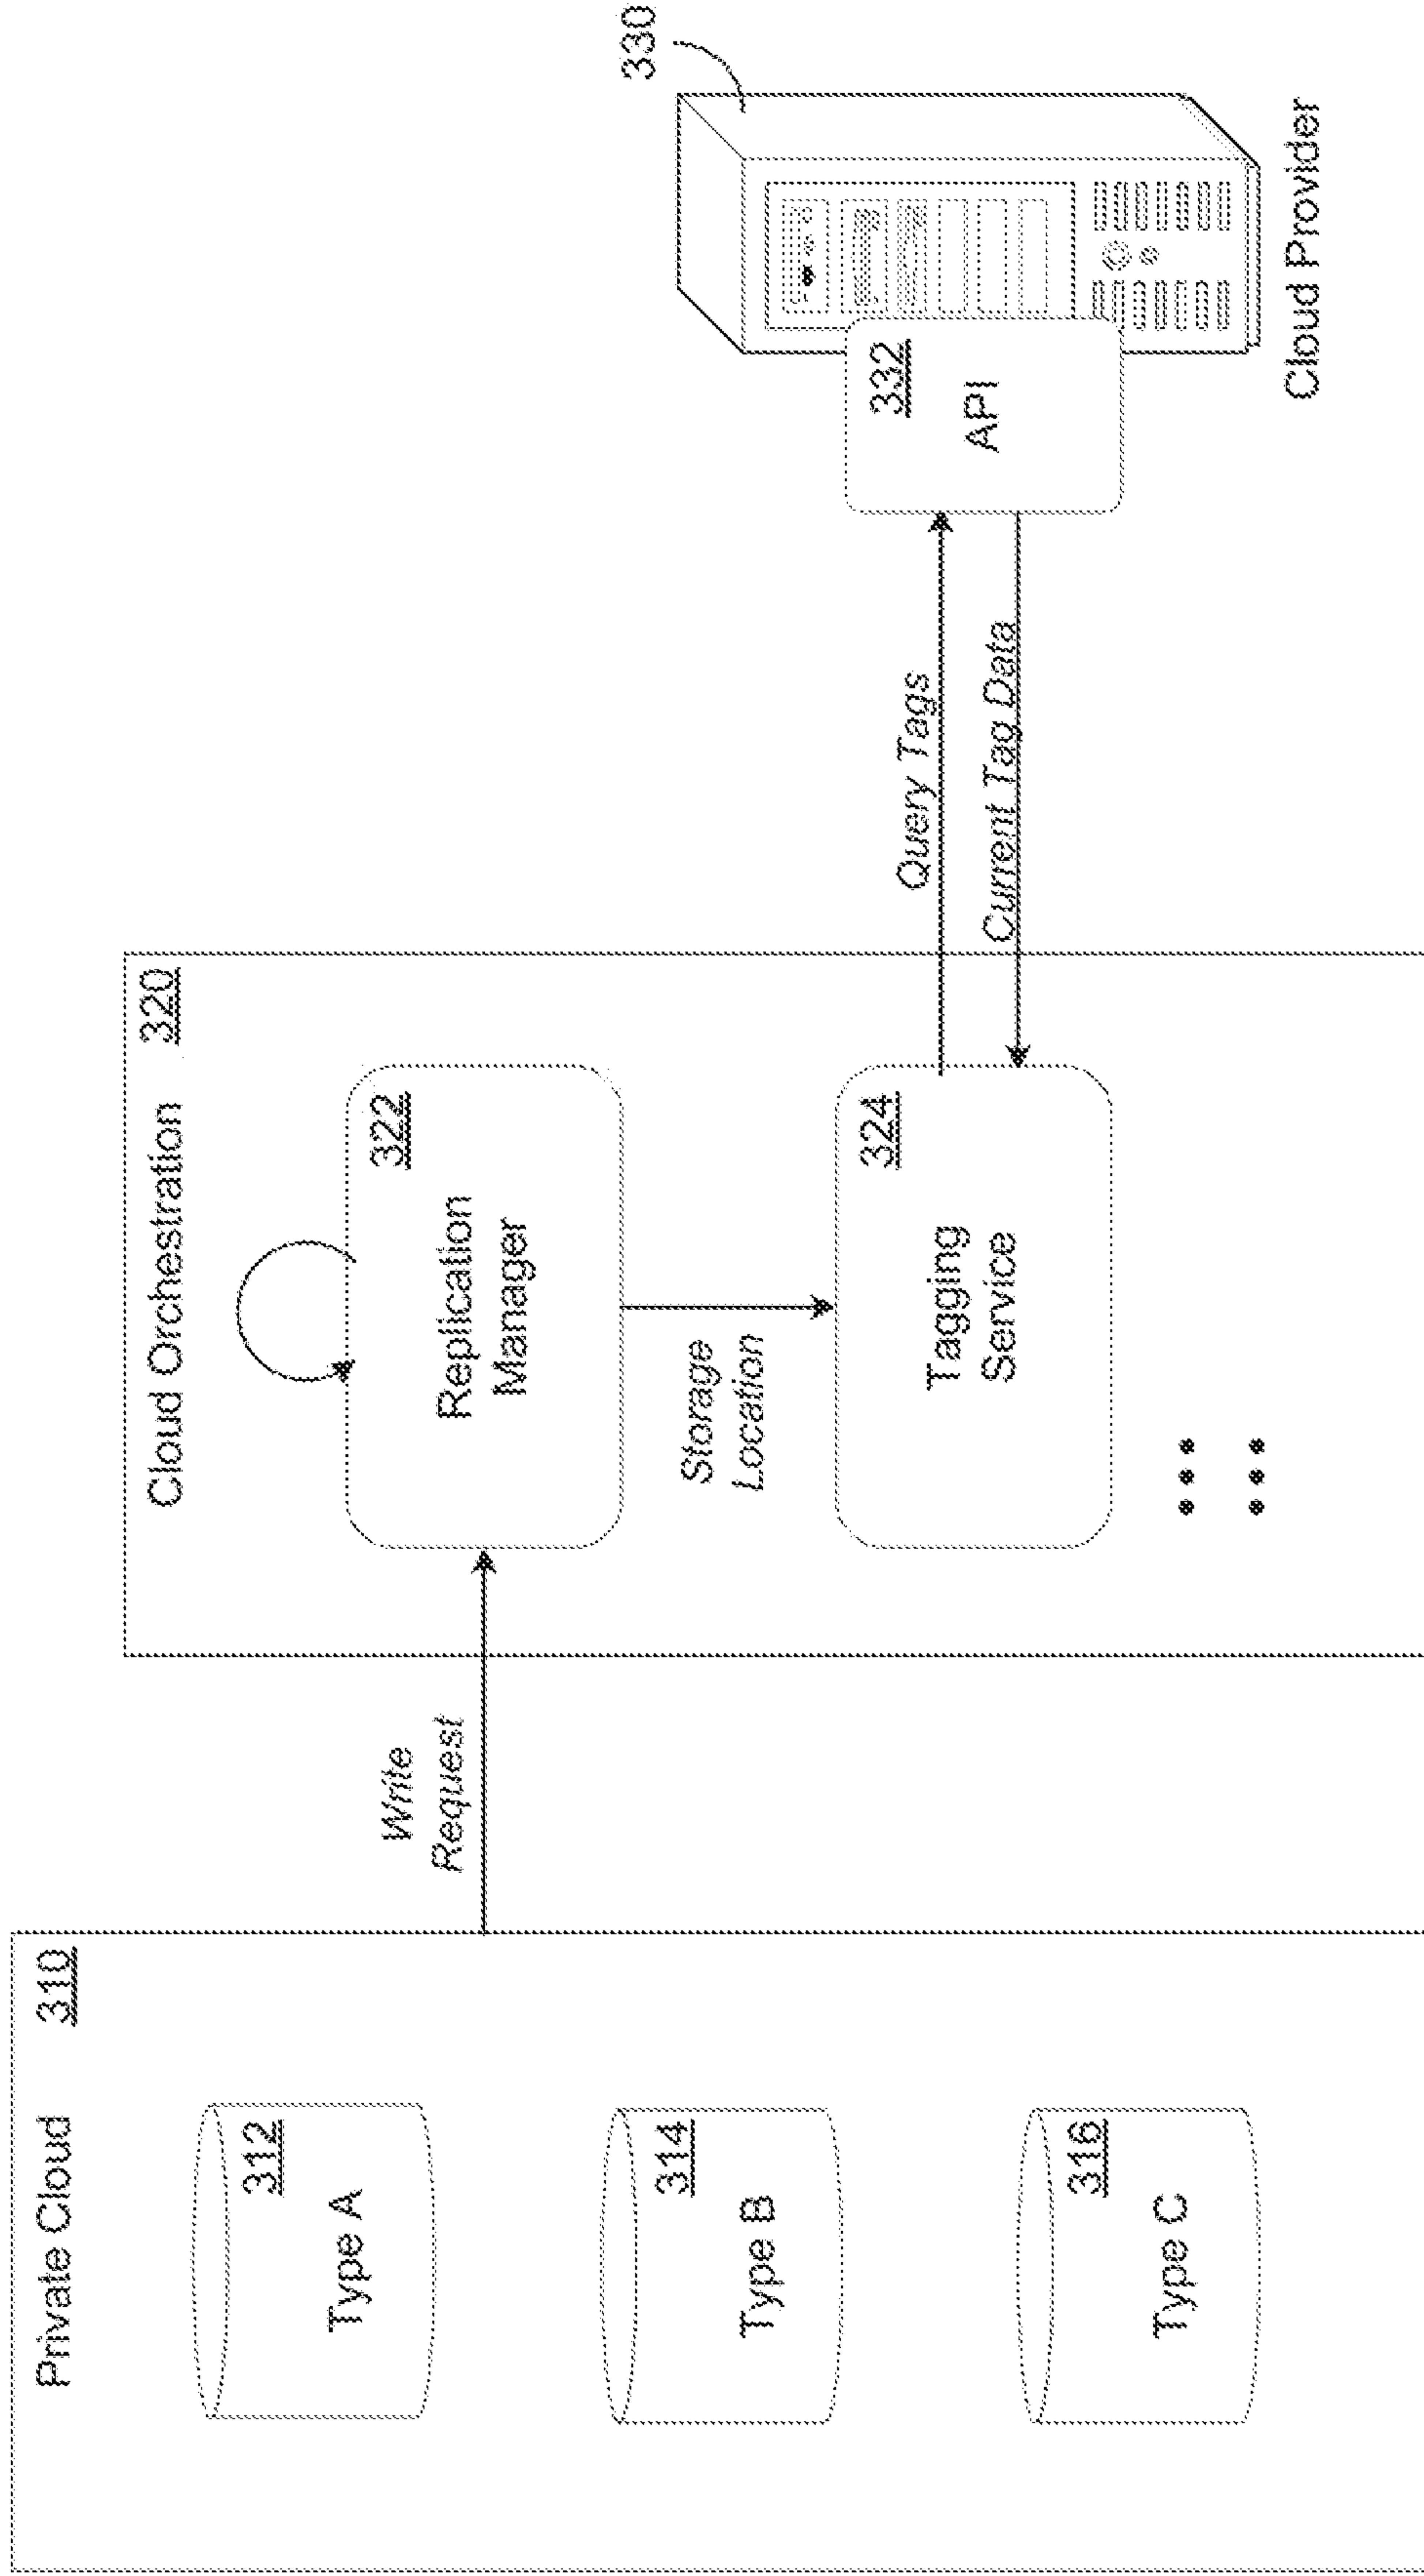 Private Cloud 310
312
Type A
314
Type B
316
Type C
Write
Request
Cloud Orchestration 320
322
Replication
Manager
Storage
Location
324
Tagging
Service
Query Tags
Current Tag Data
330
332
API
Cloud Provider